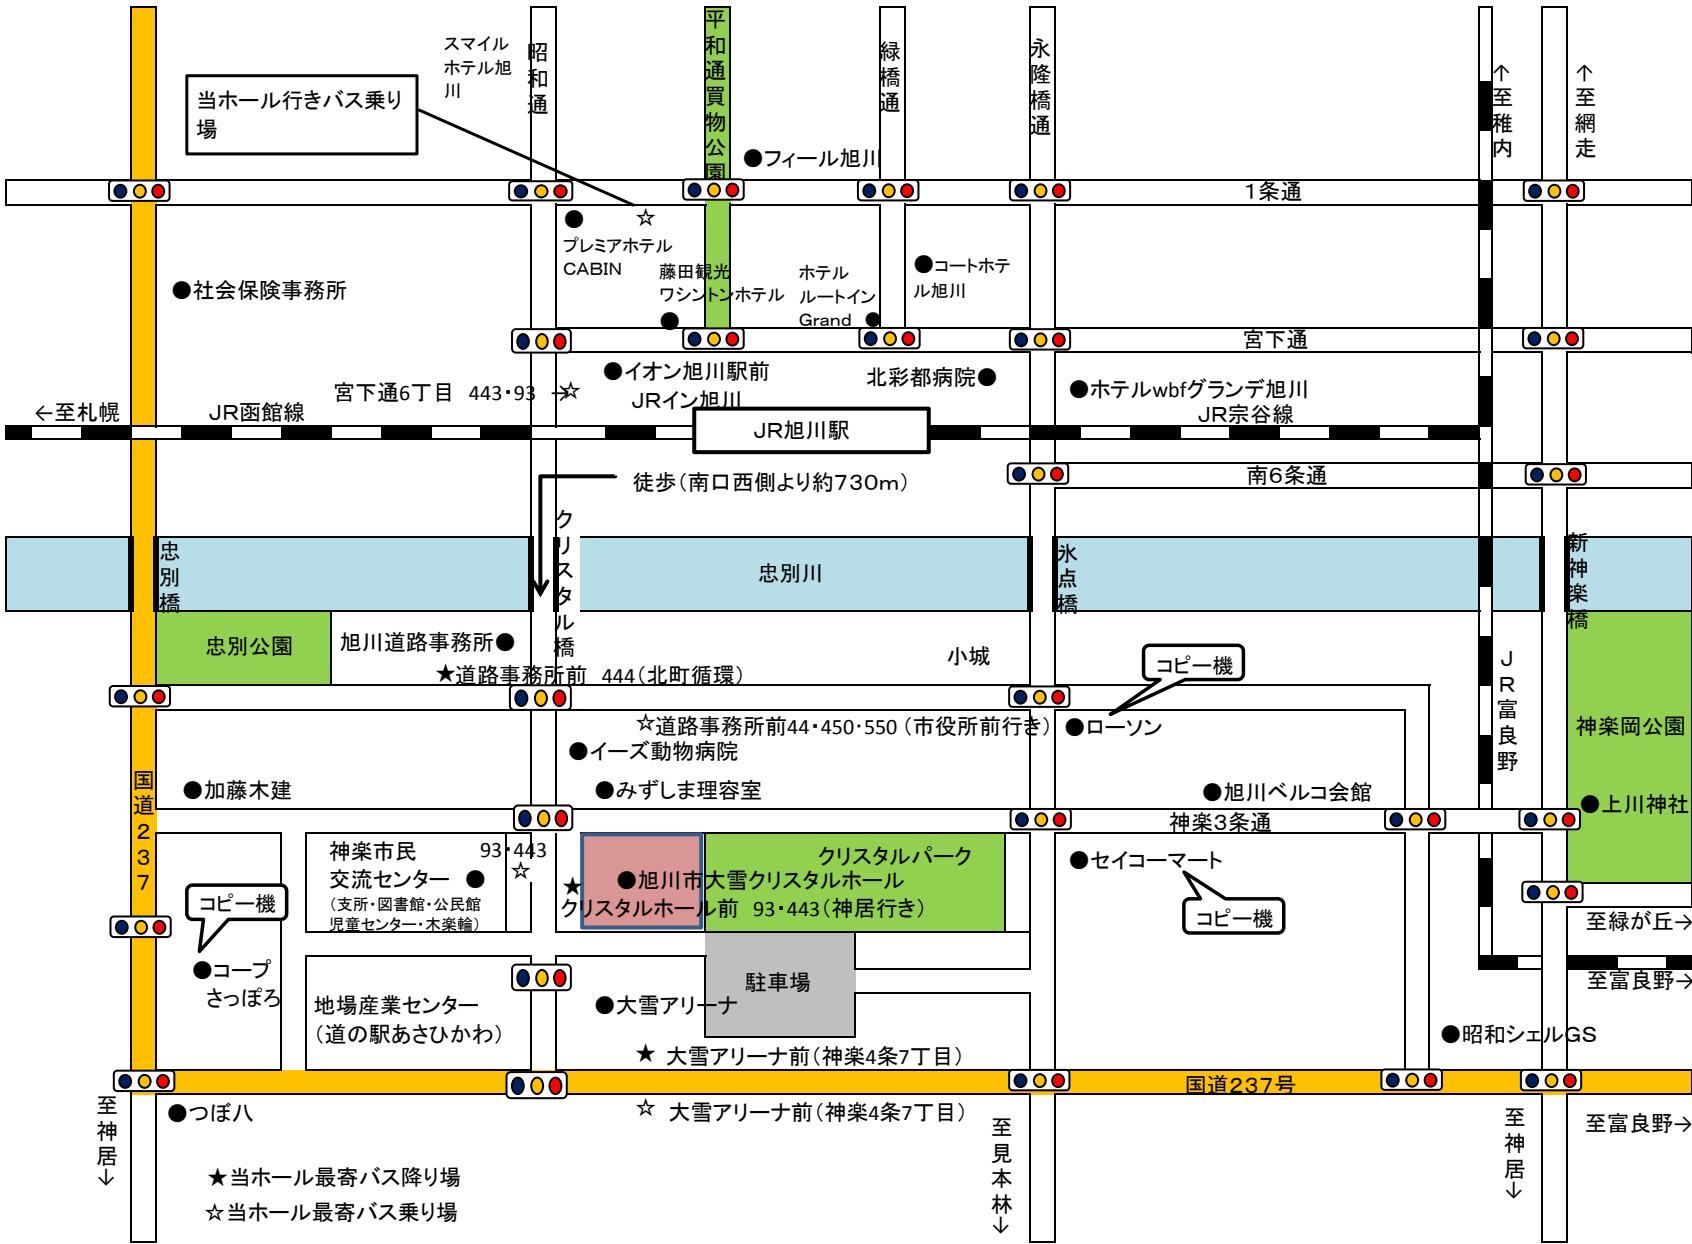 スマイル
ホテル旭
川
昭和通
平和通買物公園
緑橋通
永隆橋通
↑至稚内
↑至網走
当ホール行きバス乗り
場
●フィール旭川
1条通
☆
●
プレミアホテル
CABIN
藤田観光
ワシントンホテル
●
ホテル
ルートイン
Grand ●
●コートホテ
ル旭川
●社会保険事務所
宮下通
●イオン旭川駅前
JRイン旭川
北彩都病院●
●ホテルwbfグランデ旭川
宮下通6丁目 443・93 →☆
←至札幌
JR函館線
JR旭川駅
JR宗谷線
徒歩（南口西側より約730m）
南6条通
忠別橋
クリスタル橋
忠別川
氷点橋
新神楽橋
忠別公園
旭川道路事務所●
★道路事務所前 444（北町循環）
小城
コピー機
JR富良野
☆道路事務所前44・450・550（市役所前行き）
●ローソン
神楽岡公園
●イーズ動物病院
国道237
●加藤木建
●みずしま理容室
●旭川ベルコ会館
●上川神社
神楽3条通
神楽市民
交流センター ●
（支所・図書館・公民館
児童センター・木楽輪）
93・443
☆
★
クリスタルパーク
●旭川市大雪クリスタルホール
クリスタルホール前 93・443（神居行き）
●セイコーマート
コピー機
コピー機
至緑が丘→
●コープ
さっぽろ
地場産業センター
（道の駅あさひかわ）
●大雪アリーナ
駐車場
至富良野→
●昭和シェルGS
★ 大雪アリーナ前（神楽4条7丁目）
国道237号
至神居↓
●つぼ八
☆ 大雪アリーナ前（神楽4条7丁目）
至見本林↓
至神居↓
至富良野→
★当ホール最寄バス降り場
☆当ホール最寄バス乗り場